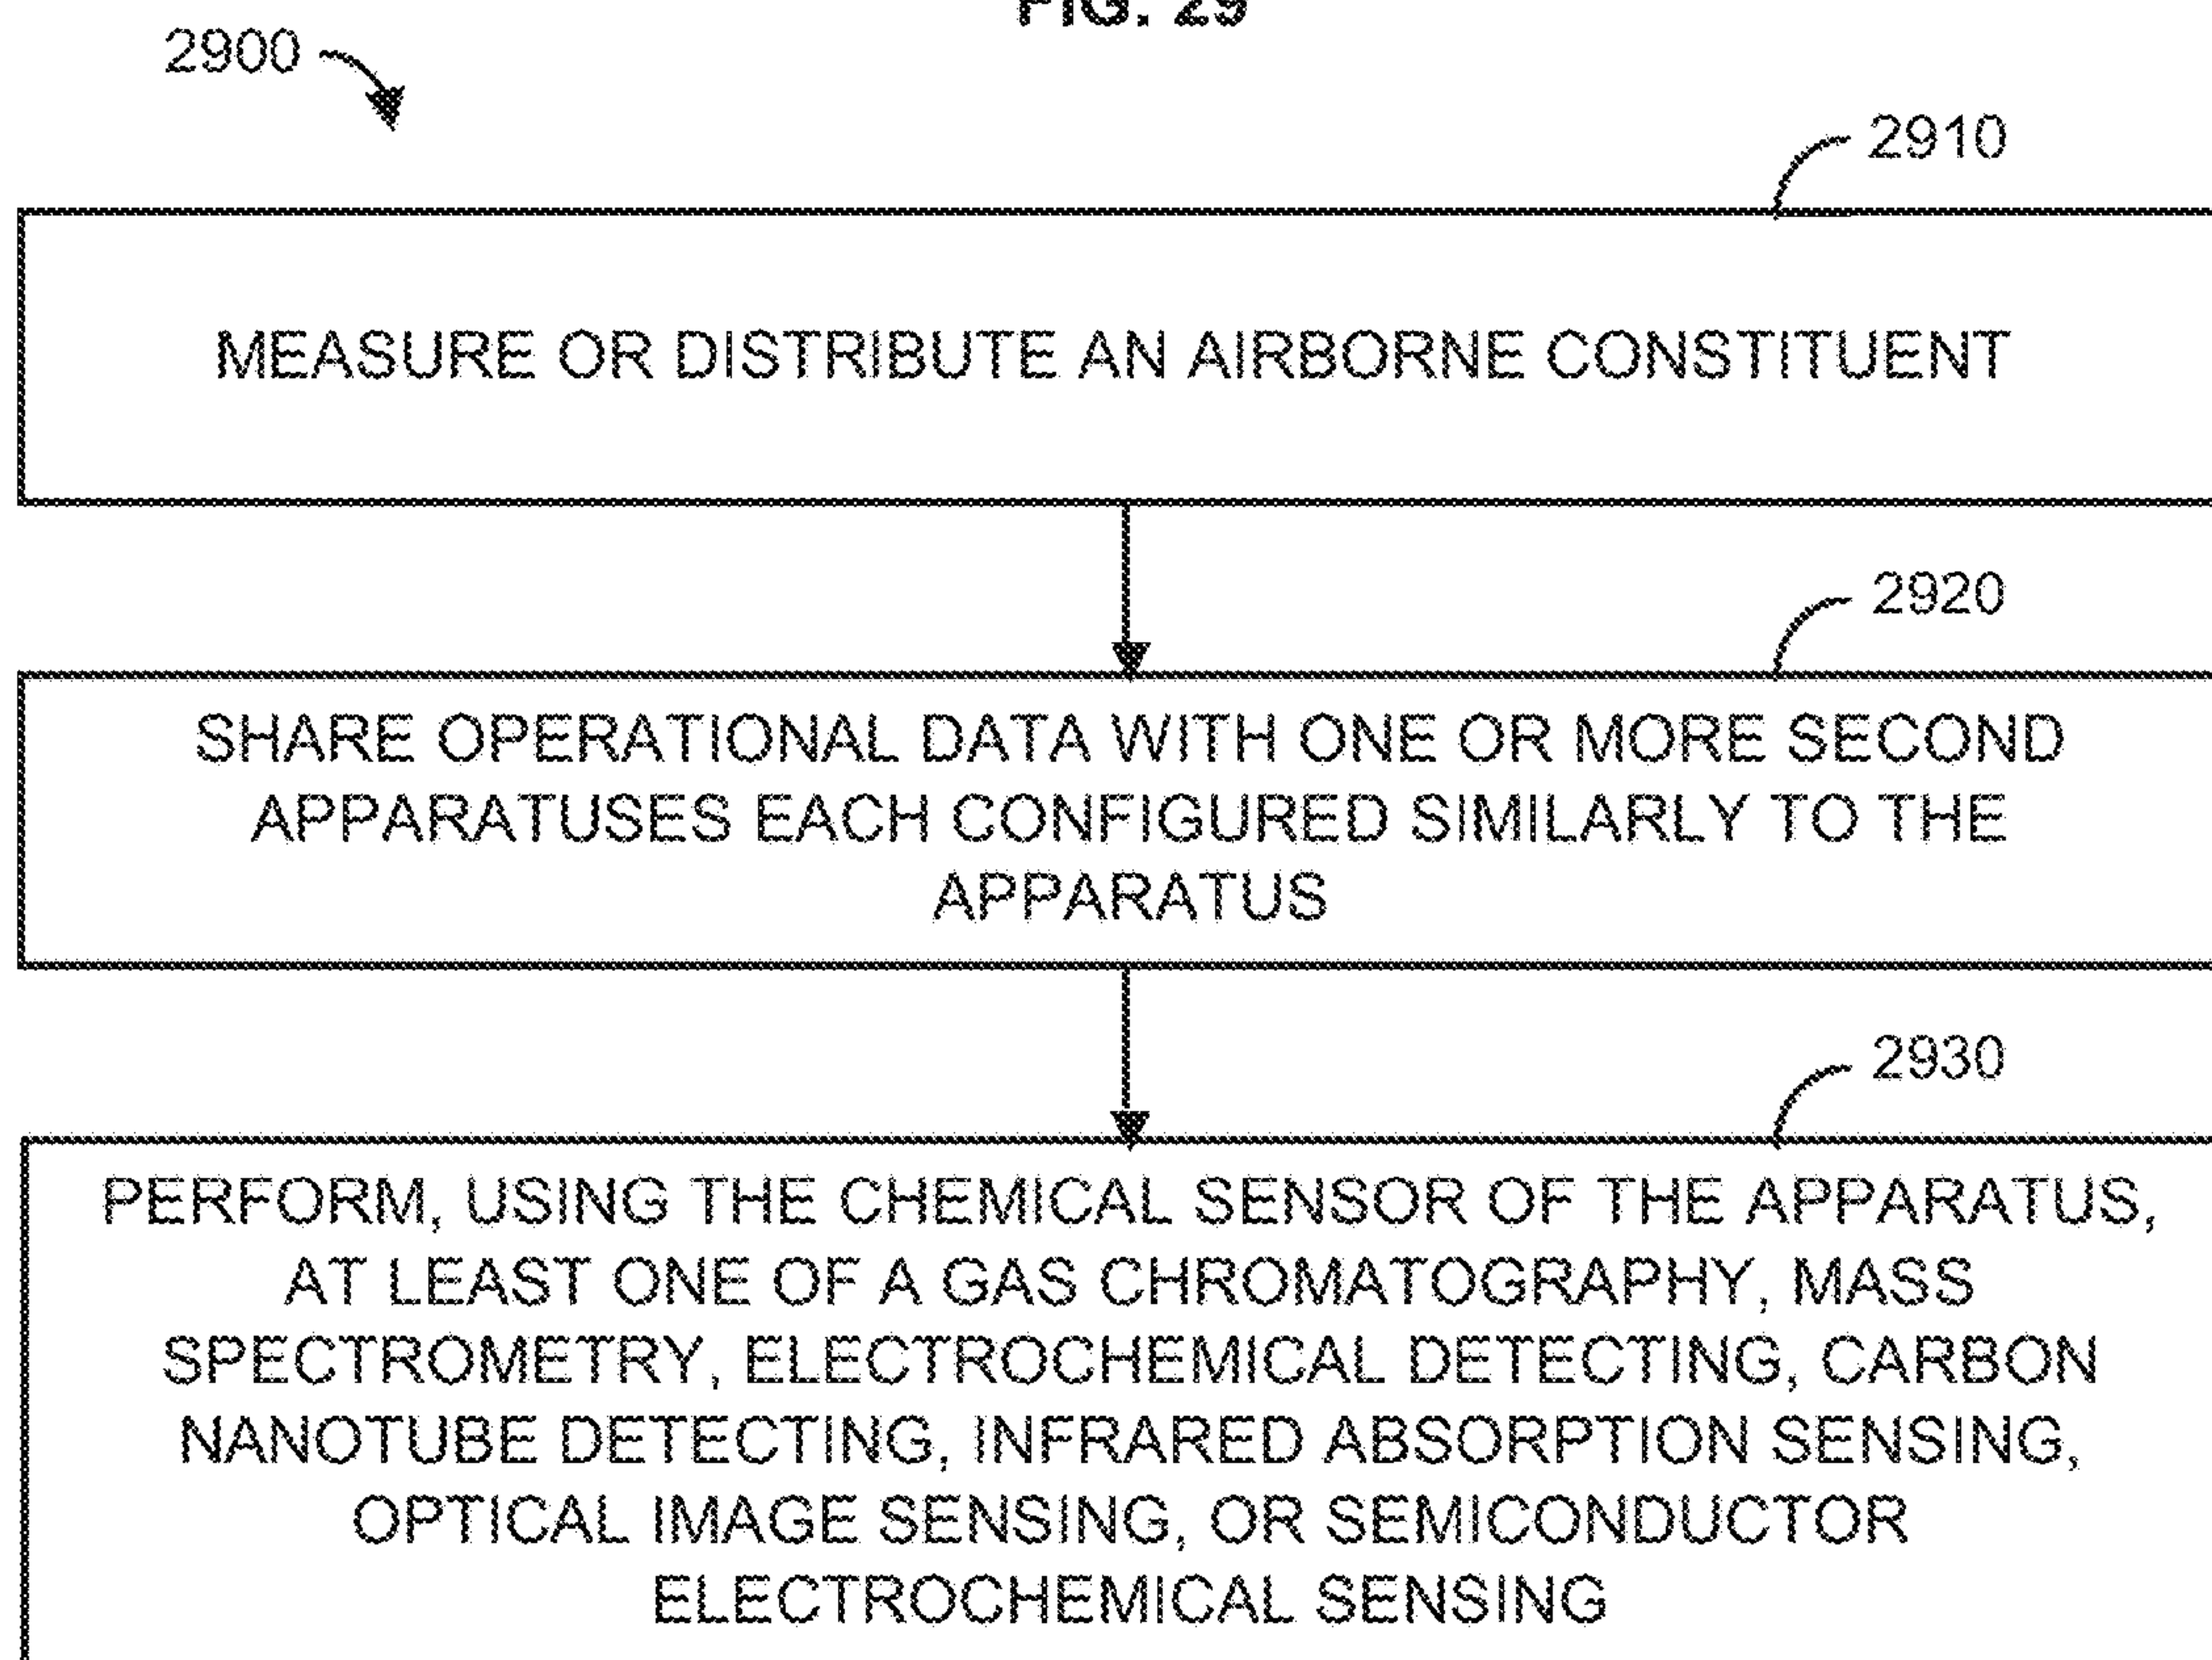 FIG. 29
2900
2910
MEASURE OR DISTRIBUTE AN AIRBORNE CONSTITUENT
2920
SHARE OPERATIONAL DATA WITH ONE OR MORE SECOND
APPARATUSES EACH CONFIGURED SIMILARLY TO THE
APPARATUS
2930
PERFORM, USING THE CHEMICAL SENSOR OF THE APPARATUS,
AT LEAST ONE OF A GAS CHROMATOGRAPHY, MASS
SPECTROMETRY, ELECTROCHEMICAL DETECTING, CARBON
NANOTUBE DETECTING, INFRARED ABSORPTION SENSING,
OPTICAL IMAGE SENSING, OR SEMICONDUCTOR
ELECTROCHEMICAL SENSING